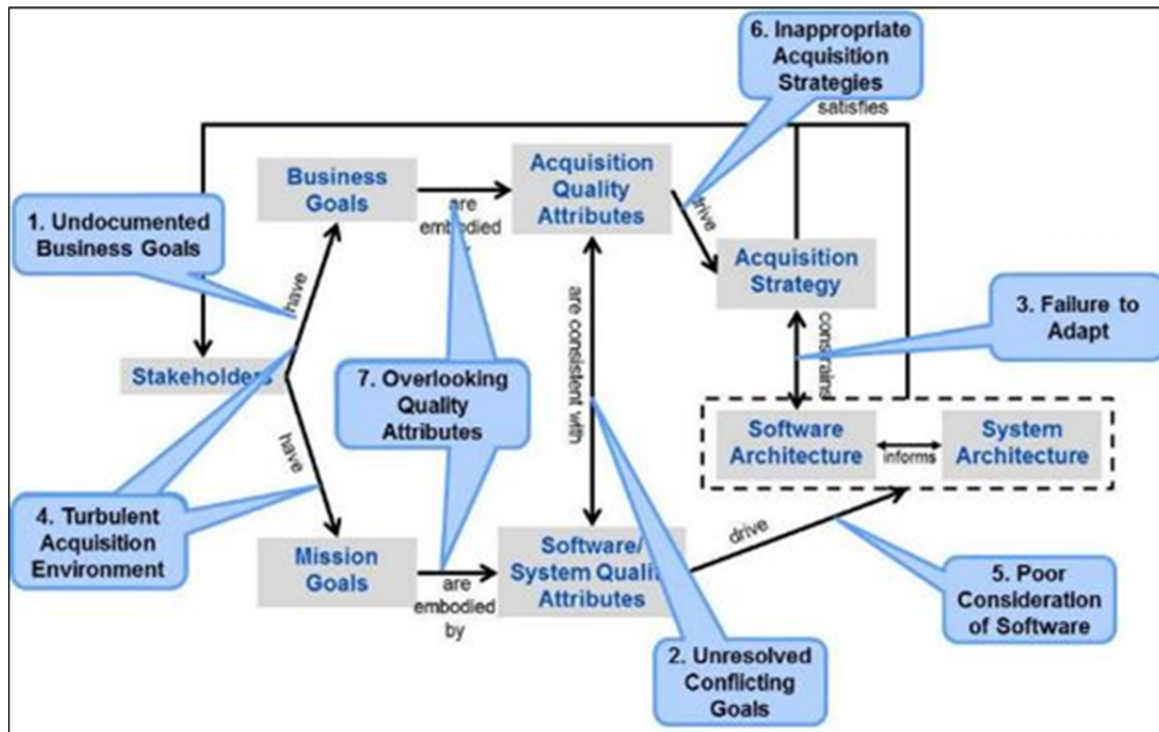 6. Inappropriate
Acquisition
Strategies
satisfies
Business
Goals
are
embodied
Acquisition
Quality
Attributes
drive
1. Undocumented
Business Goals
have
Acquisition
Strategy
3. Failure to
Adapt
constrains
Stakeholders
7. Overlooking
Quality
Attributes
are consistent with
Software
Architecture
informs
System
Architecture
have
4. Turbulent
Acquisition
Environment
Mission
Goals
are
embodied
by
Software/
System Quality
Attributes
drive
5. Poor
Consideration
of Software
2. Unresolved
Conflicting
Goals